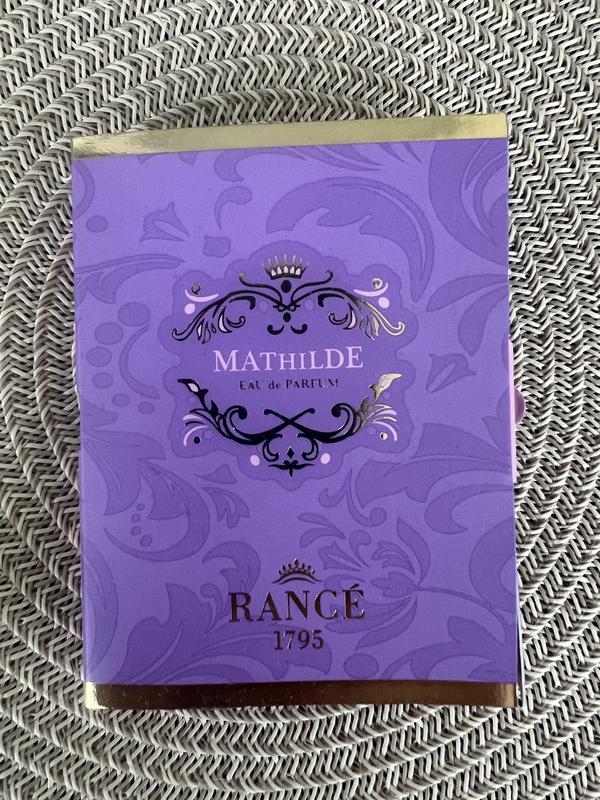 MATHILDE
EAU de PARFUM
RANCÉ
1795